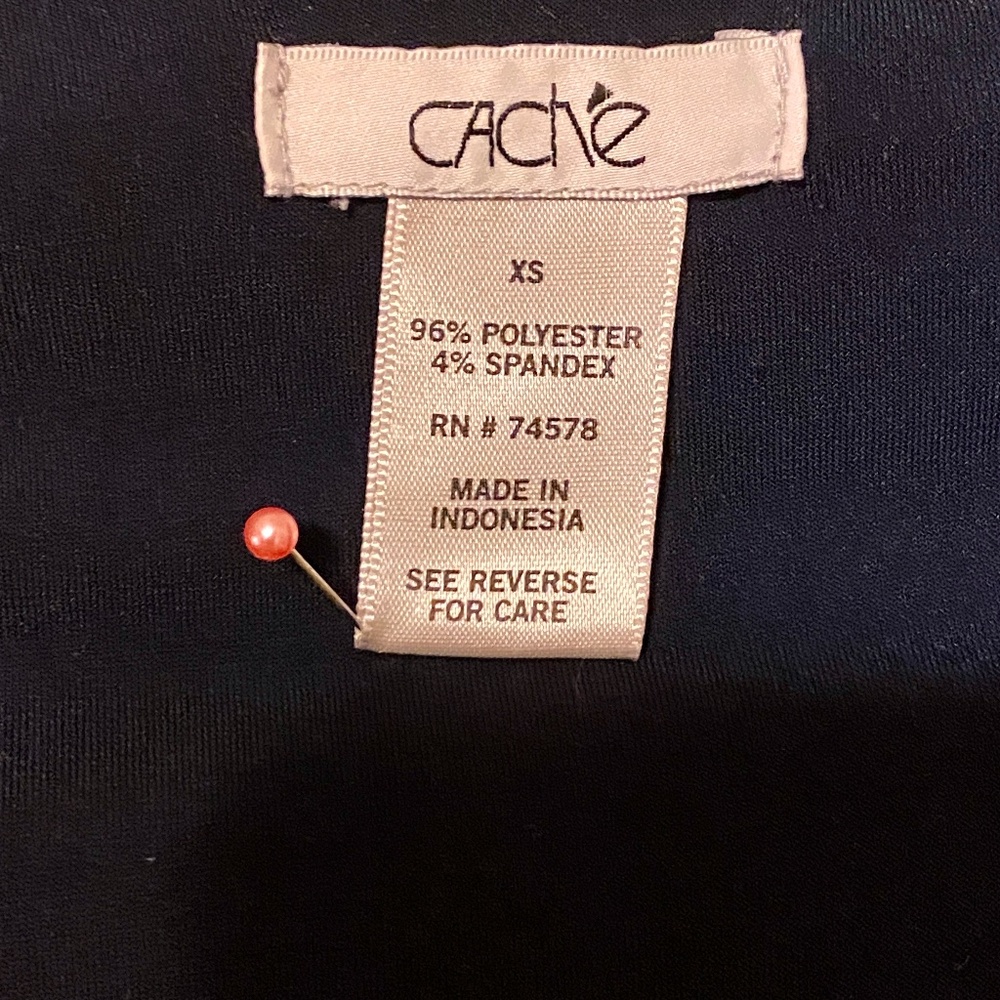 CACHé
XS
96% POLYESTER
4% SPANDEX
RN # 74578
MADE IN
INDONESIA
SEE REVERSE
FOR CARE